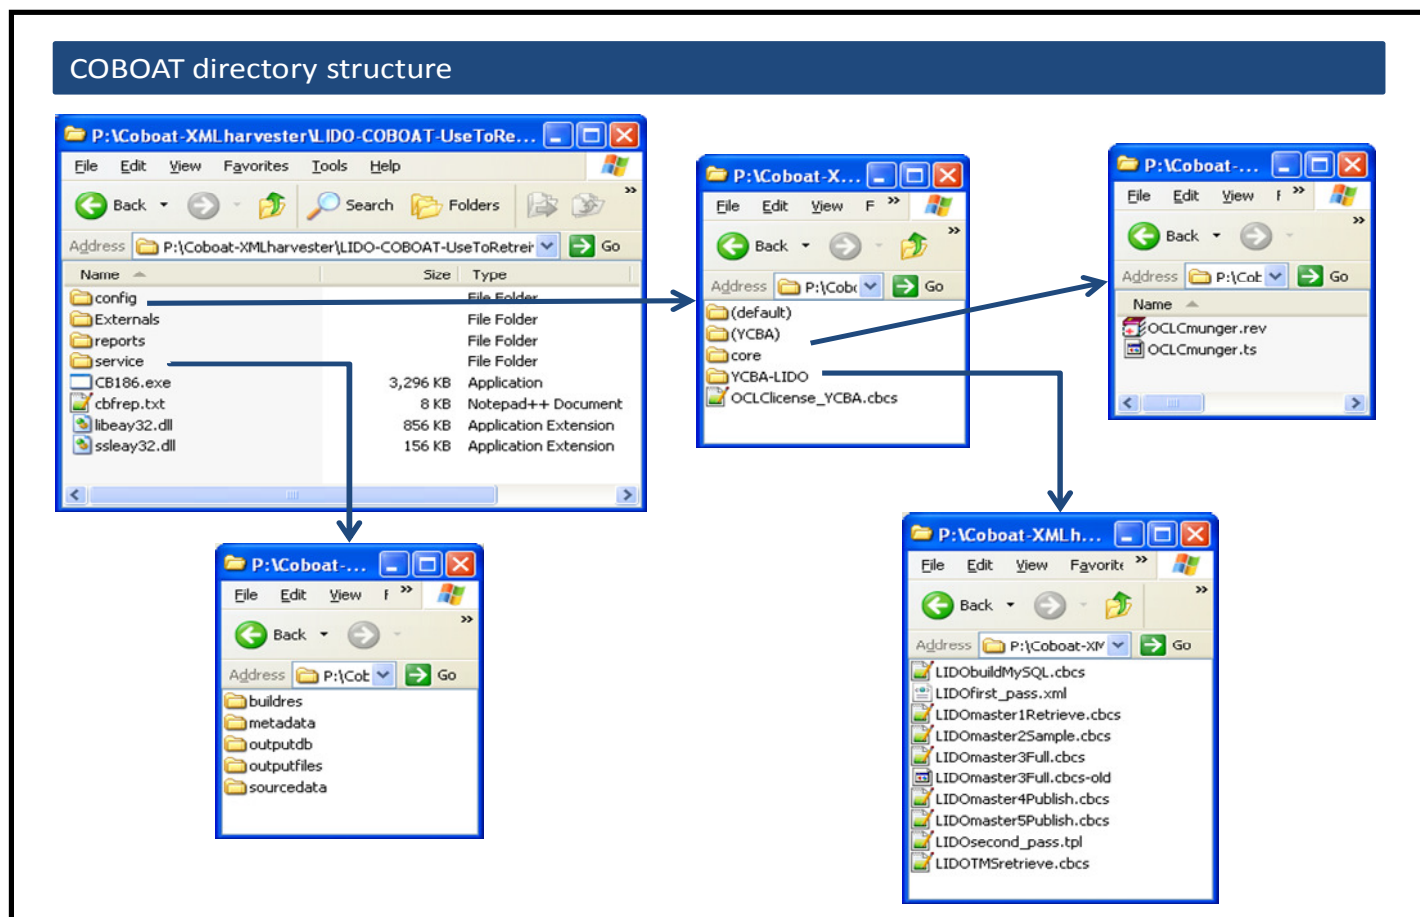 COBOAT directory structure
P:\Coboat-XMLharvester\LIDO-COBOAT-UseToRe...
File Edit View Favorites Tools Help
Back Search Folders »
Address P:\Coboat-XMLharvester\LIDO-COBOAT-UseToRetreiv Go
Name Size Type
config File Folder
Externals File Folder
reports File Folder
service File Folder
CB186.exe 3,296 KB Application
cbfrep.txt 8 KB Notepad++ Document
libeay32.dll 856 KB Application Extension
ssleay32.dll 156 KB Application Extension
P:\Coboat-X...
File Edit View F »
Back »
Address P:\Cobo Go
(default)
(YCBA)
core
YCBA-LIDO
OCLClicense_YCBA.cbcs
P:\Coboat-...
File Edit View F »
Back »
Address P:\Cob Go
Name
OCLCmunger.rev
OCLCmunger.ts
P:\Coboat-...
File Edit View F »
Back »
Address P:\Cob Go
buildres
metadata
outputdb
outputfiles
sourcedata
P:\Coboat-XMLh...
File Edit View Favorite »
Back »
Address P:\Coboat-XM Go
LIDObuildMySQL.cbcs
LIDOfirst_pass.xml
LIDOmaster1Retrieve.cbcs
LIDOmaster2Sample.cbcs
LIDOmaster3Full.cbcs
LIDOmaster3Full.cbcs-old
LIDOmaster4Publish.cbcs
LIDOmaster5Publish.cbcs
LIDOsecond_pass.tpl
LIDOTMSretrieve.cbcs